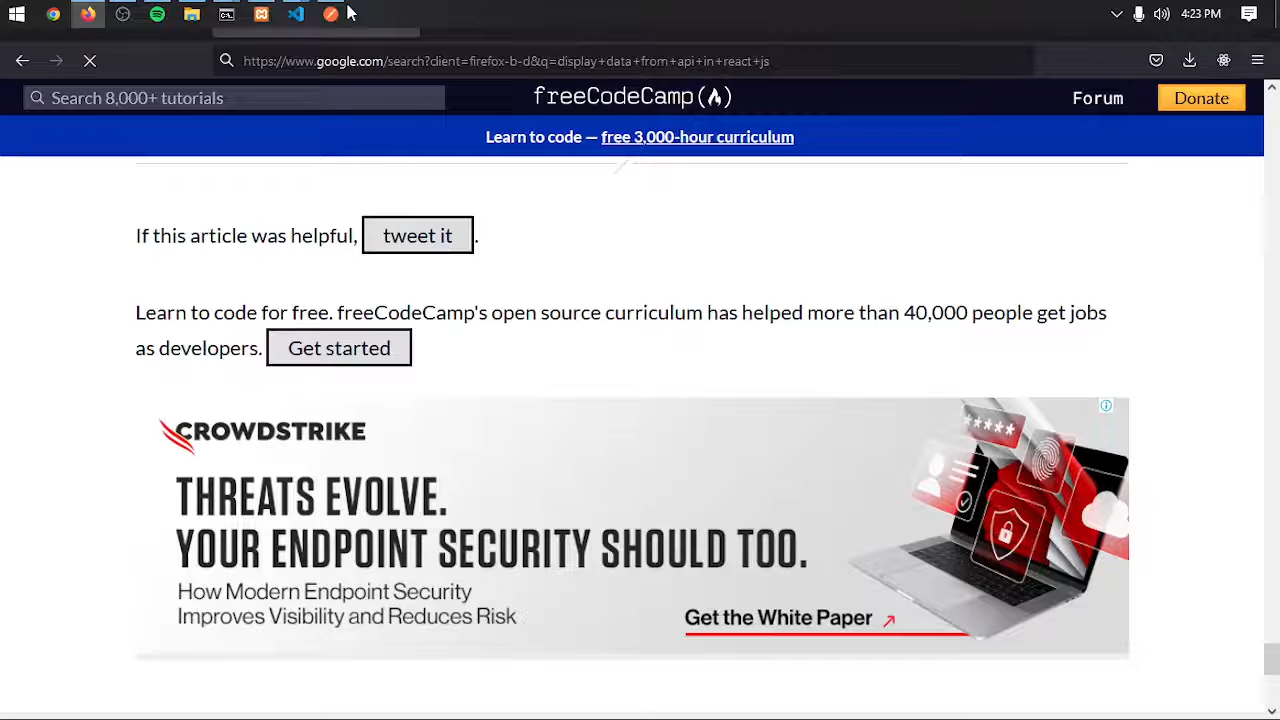 4:23 PM
https://www.google.com/search?client=firefox-b-d&q=display+data+from+api+in+react+js
Search 8,000+ tutorials
freeCodeCamp
Forum
Donate
Learn to code — free 3,000-hour curriculum
If this article was helpful, tweet it.
Learn to code for free. freeCodeCamp's open source curriculum has helped more than 40,000 people get jobs
as developers. Get started
CROWDSTRIKE
THREATS EVOLVE.
YOUR ENDPOINT SECURITY SHOULD TOO.
How Modern Endpoint Security
Improves Visibility and Reduces Risk
Get the White Paper